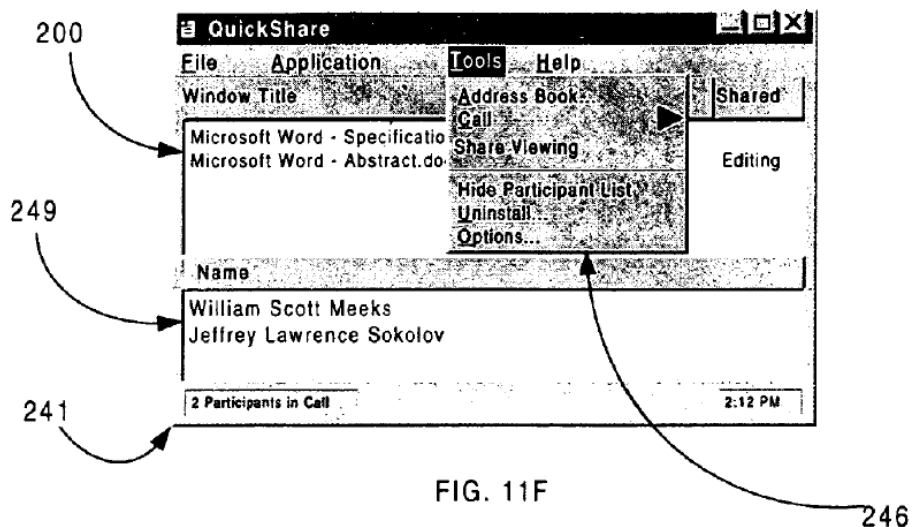 QuickShare
200
File Application Tools Help
Window Title Shared
Address Book...
Call
Microsoft Word - Specificatio
Share Viewing
Microsoft Word - Abstract.do
Editing
Hide Participant List
Uninstall...
Options...
249
Name
William Scott Meeks
Jeffrey Lawrence Sokolov
241
2 Participants in Call 2:12 PM
FIG. 11F
246